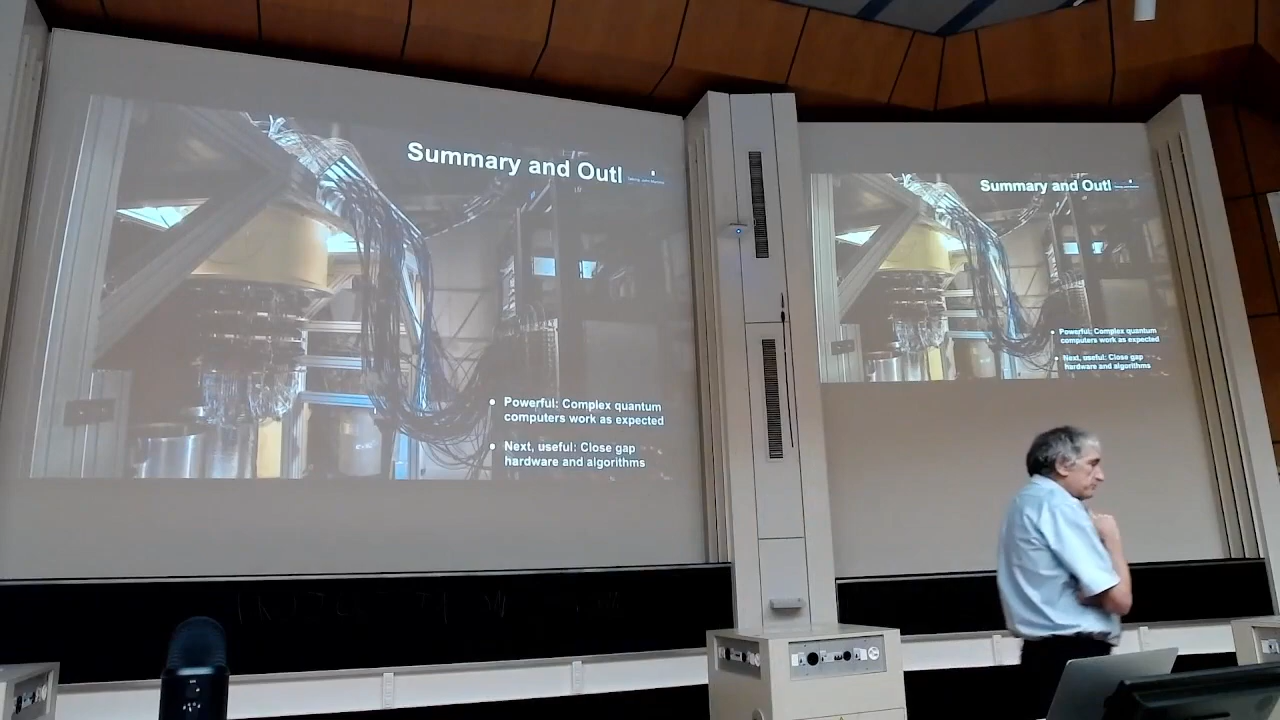 Summary and Outl
• Powerful: Complex quantum
computers work as expected
• Next, useful: Close gap
hardware and algorithms
Summary and Outl
• Powerful: Complex quantum
computers work as expected
• Next, useful: Close gap
hardware and algorithms